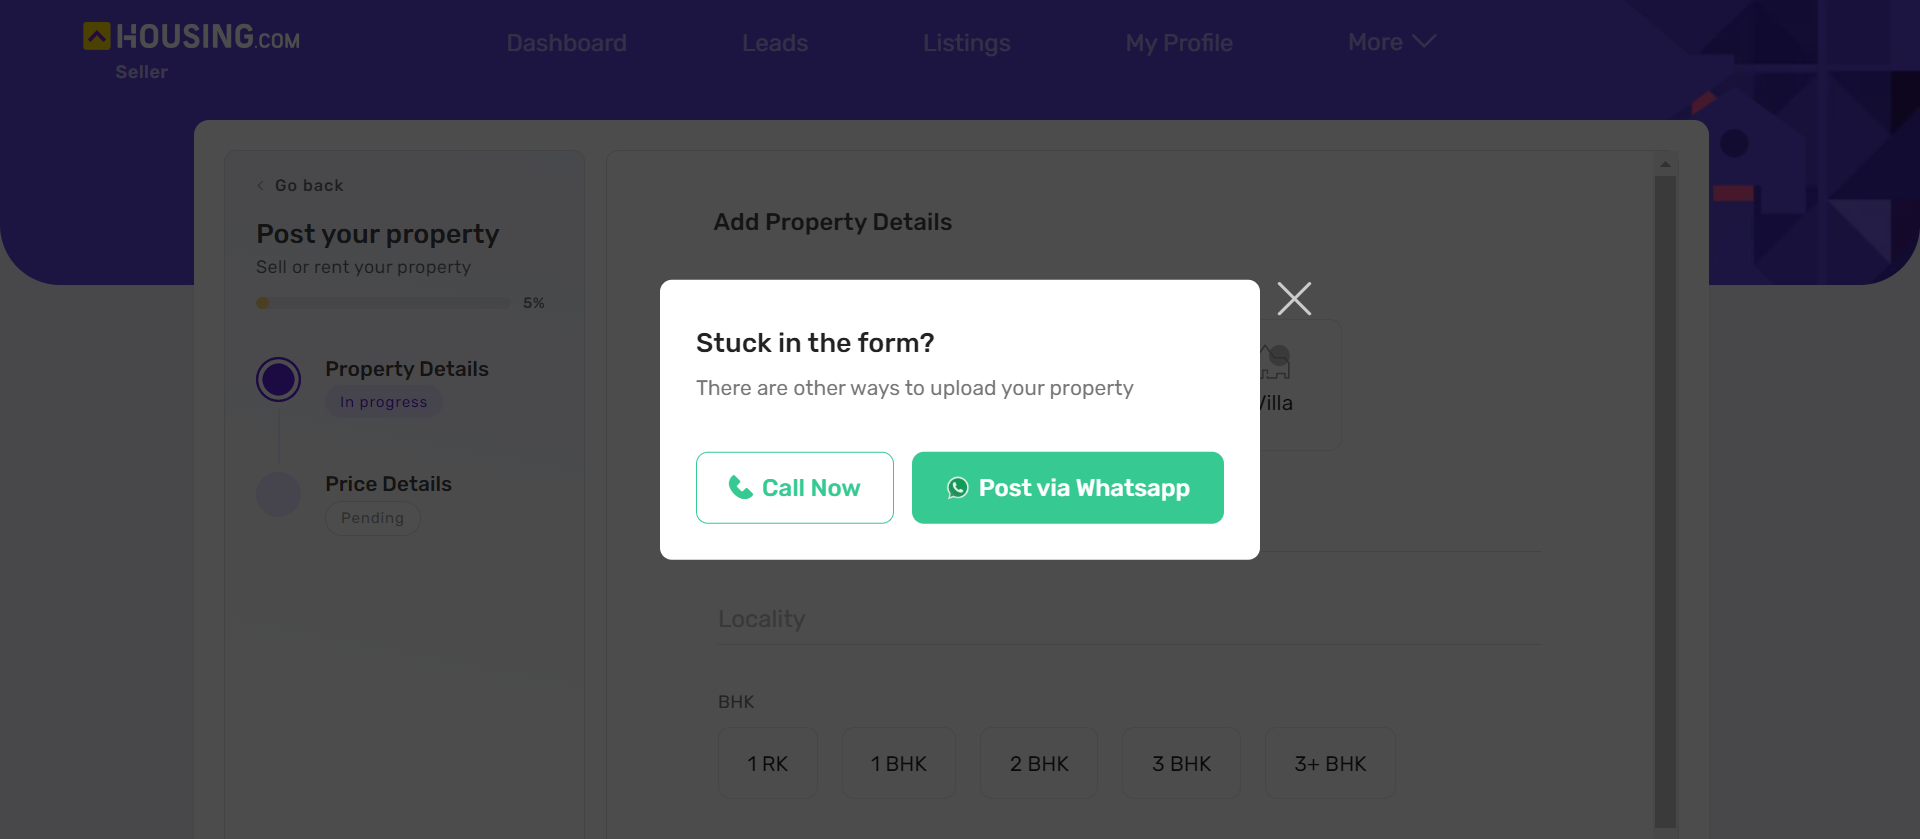 HOUSING.COM
Seller
Dashboard
Leads
Listings
My Profile
More
Go back
Post your property
Sell or rent your property
5%
Property Details
In progress
Price Details
Pending
Add Property Details
Villa
Stuck in the form?
There are other ways to upload your property
Call Now
Post via Whatsapp
Locality
BHK
1 RK
1 BHK
2 BHK
3 BHK
3+ BHK